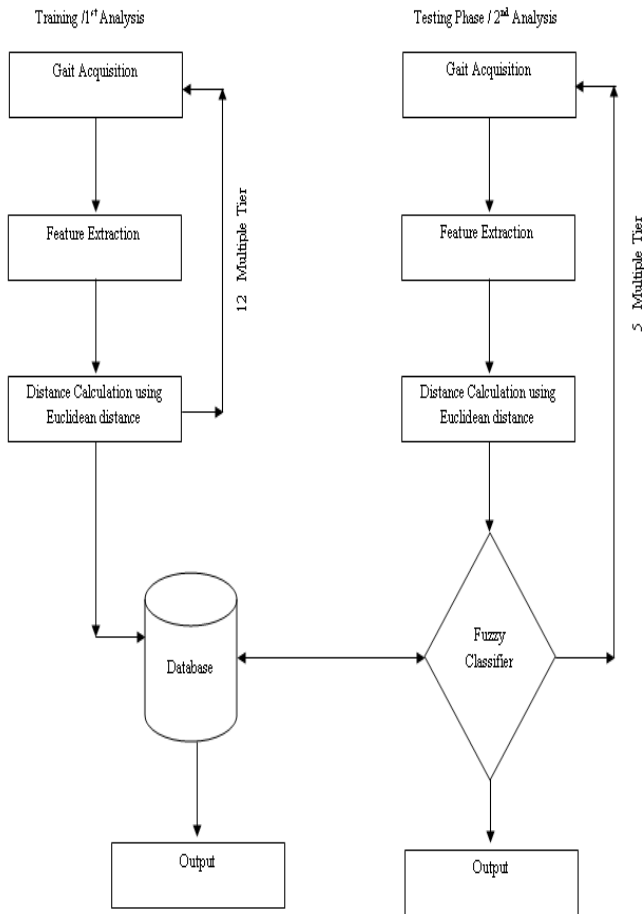 Training /1st Analysis
Gait Acquisition
Feature Extraction
12 Multiple Tier
Distance Calculation using
Euclidean distance
Database
Output
Testing Phase / 2nd Analysis
Gait Acquisition
Feature Extraction
5 Multiple Tier
Distance Calculation using
Euclidean distance
Fuzzy
Classifier
Output